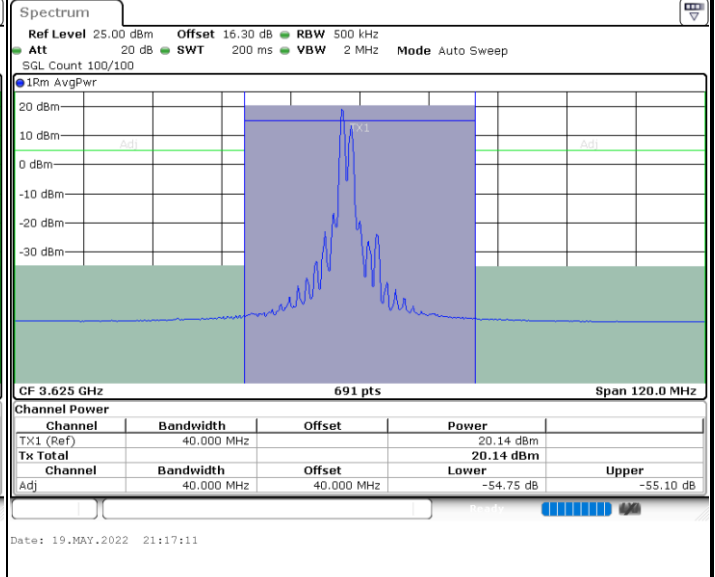 Spectrum
Ref Level 25.00 dBm Offset 16.30 dB RBW 500 kHz
Att 20 dB SWT 200 ms VBW 2 MHz Mode Auto Sweep
SGL Count 100/100
1Rm AvgPwr
20 dBm
TX1
10 dBm
Adj Adj
0 dBm
-10 dBm
-20 dBm
-30 dBm
CF 3.625 GHz 691 pts Span 120.0 MHz
Channel Power
Channel Bandwidth Offset Power
TX1 (Ref) 40.000 MHz 20.14 dBm
Tx Total 20.14 dBm
Channel Bandwidth Offset Lower Upper
Adj 40.000 MHz 40.000 MHz -54.75 dB -55.10 dB
Ready
Date: 19.MAY.2022 21:17:11